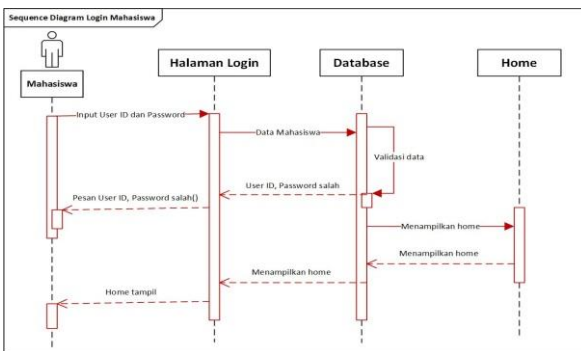 Sequence Diagram Login Mahasiswa
Mahasiswa
Halaman Login
Database
Home
Input User ID dan Password
Data Mahasiswa
Validasi data
User ID, Password salah
Pesan User ID, Password salah()
Menampilkan home
Menampilkan home
Menampilkan home
Home tampil